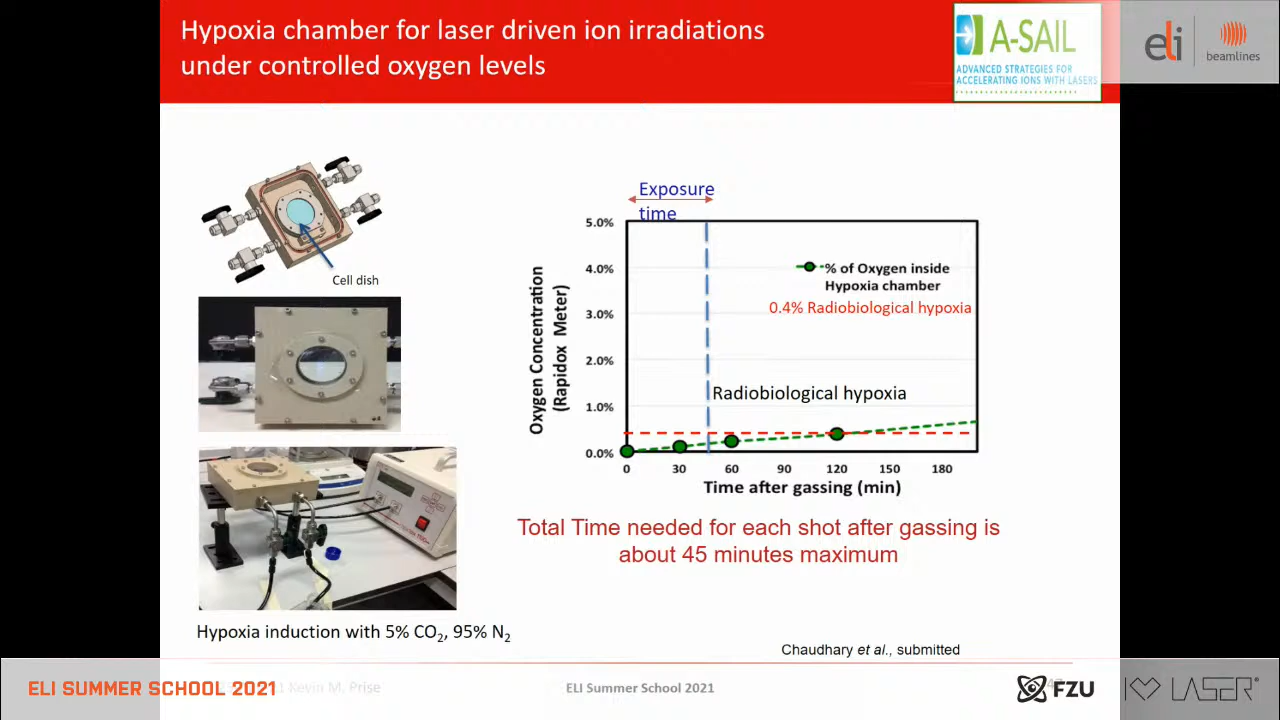 Hypoxia chamber for laser driven ion irradiations
under controlled oxygen levels
A-SAIL
ADVANCED STRATEGIES FOR
ACCELERATING IONS WITH LASERS
eli
beamlines
Cell dish
Exposure
time
5.0%
4.0%
3.0%
2.0%
1.0%
0.0%
Oxygen Concentration
(Rapidox Meter)
% of Oxygen inside
Hypoxia chamber
0.4% Radiobiological hypoxia
Radiobiological hypoxia
0 30 60 90 120 150 180
Time after gassing (min)
Total Time needed for each shot after gassing is
about 45 minutes maximum
Hypoxia induction with 5% CO2, 95% N2
Chaudhary et al., submitted
ELI SUMMER SCHOOL 2021
Kevin M. Prise
ELI Summer School 2021
FZU
LASER